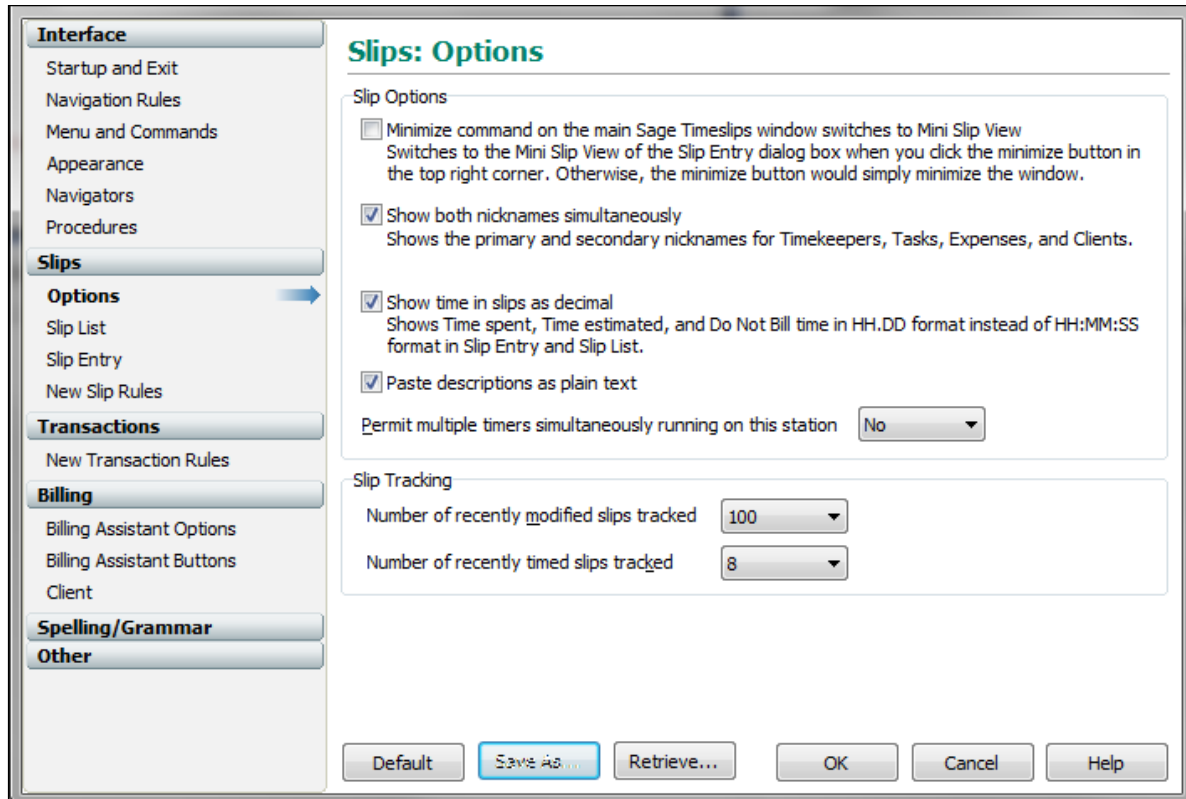 Interface
Startup and Exit
Navigation Rules
Menu and Commands
Appearance
Navigators
Procedures
Slips
Options
Slip List
Slip Entry
New Slip Rules
Transactions
New Transaction Rules
Billing
Billing Assistant Options
Billing Assistant Buttons
Client
Spelling/Grammar
Other
Slips: Options
Slip Options
Minimize command on the main Sage Timeslips window switches to Mini Slip View
Switches to the Mini Slip View of the Slip Entry dialog box when you click the minimize button in
the top right corner. Otherwise, the minimize button would simply minimize the window.
Show both nicknames simultaneously
Shows the primary and secondary nicknames for Timekeepers, Tasks, Expenses, and Clients.
Show time in slips as decimal
Shows Time spent, Time estimated, and Do Not Bill time in HH.DD format instead of HH:MM:SS
format in Slip Entry and Slip List.
Paste descriptions as plain text
Permit multiple timers simultaneously running on this station No
Slip Tracking
Number of recently modified slips tracked 100
Number of recently timed slips tracked 8
Default Save As... Retrieve... OK Cancel Help